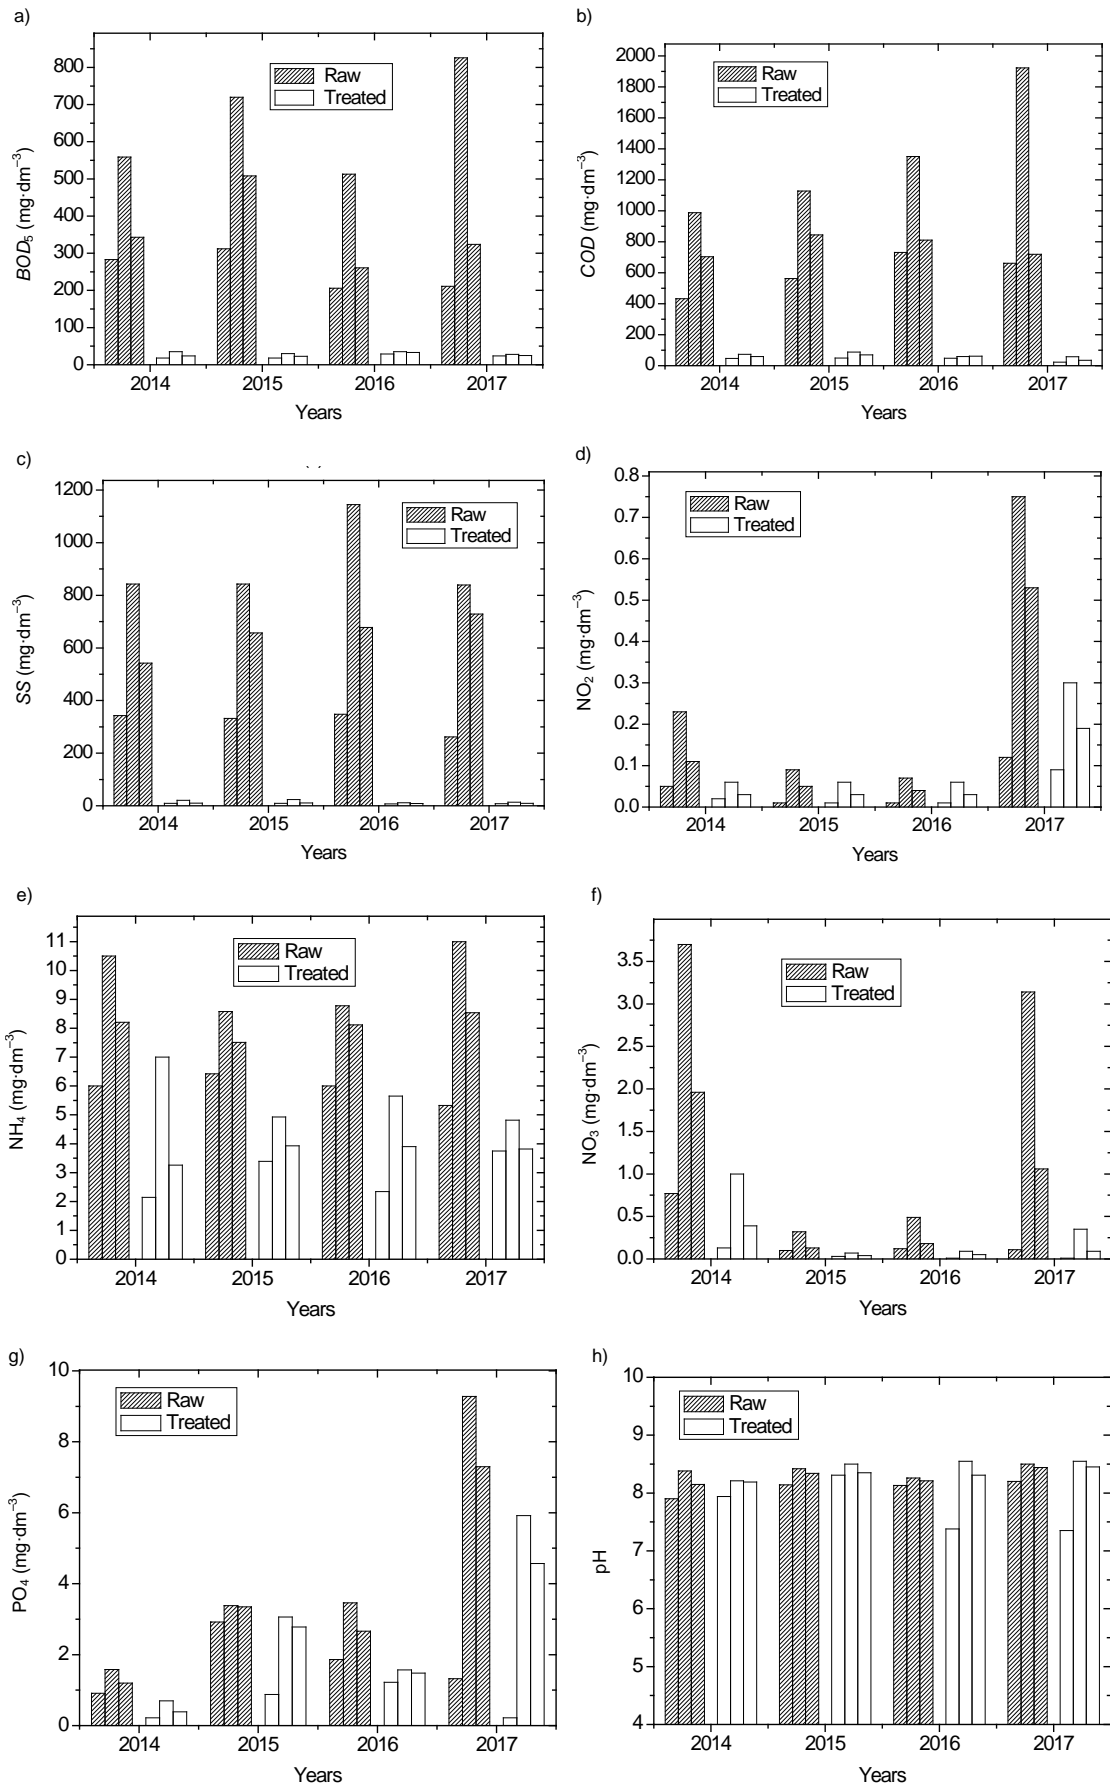 a)
800
700
600
500
400
300
200
100
0
BOD5 (mg·dm−3)
Raw
Treated
2014 2015 2016 2017
Years
b)
2000
1800
1600
1400
1200
1000
800
600
400
200
0
COD (mg·dm−3)
Raw
Treated
2014 2015 2016 2017
Years
c)
1200
1000
800
600
400
200
0
SS (mg·dm−3)
Raw
Treated
2014 2015 2016 2017
Years
d)
0.8
0.7
0.6
0.5
0.4
0.3
0.2
0.1
0.0
NO2 (mg·dm−3)
Raw
Treated
2014 2015 2016 2017
Years
e)
11
10
9
8
7
6
5
4
3
2
1
0
NH4 (mg·dm−3)
Raw
Treated
2014 2015 2016 2017
Years
f)
3.5
3.0
2.5
2.0
1.5
1.0
0.5
0.0
NO3 (mg·dm−3)
Raw
Treated
2014 2015 2016 2017
Years
g)
10
8
6
4
2
0
PO4 (mg·dm−3)
Raw
Treated
2014 2015 2016 2017
Years
h)
10
9
8
7
6
5
4
pH
Raw
Treated
2014 2015 2016 2017
Years